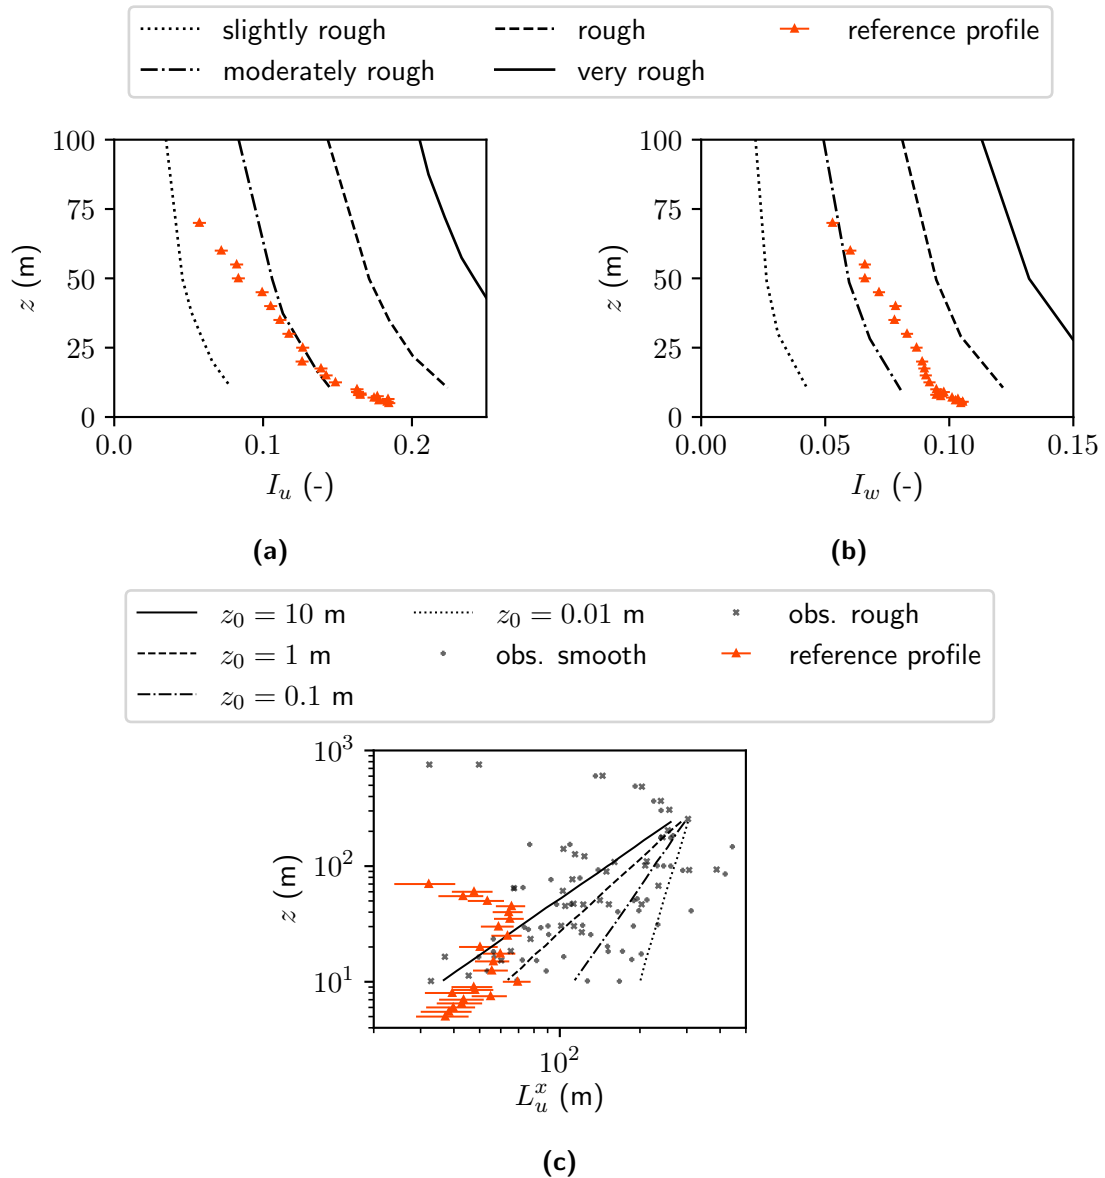 slightly rough rough reference profile
moderately rough very rough
100 100
75 75
z (m) z (m)
50 50
25 25
0 0
0.0 0.1 0.2 0.00 0.05 0.10 0.15
I_u (-) I_w (-)
(a) (b)
z_0 = 10 m z_0 = 0.01 m obs. rough
z_0 = 1 m obs. smooth reference profile
z_0 = 0.1 m
10^3
10^2
z (m)
10^1
10^2
L_u^x (m)
(c)